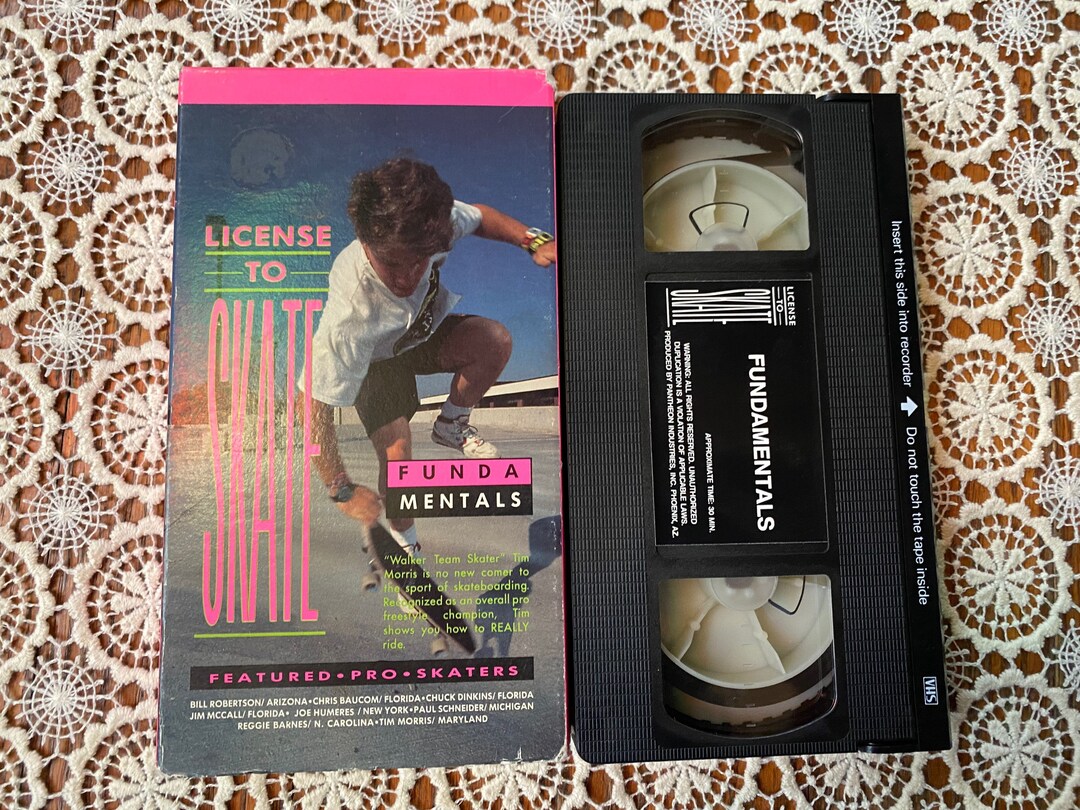 LICENSE
TO
SKATE
FUNDA
MENTALS
"Walker Team Skater" Tim
Morris is no new comer to
the sport of skateboarding.
Recognized as an overall pro
freestyle champion, Tim
shows you how to REALLY
ride.
FEATURED • PRO • SKATERS
BILL ROBERTSON/ ARIZONA • CHRIS BAUCOM/ FLORIDA • CHUCK DINKINS/ FLORIDA
JIM MCCALL/ FLORIDA • JOE HUMERES / NEW YORK • PAUL SCHNEIDER/ MICHIGAN
REGGIE BARNES/ N. CAROLINA • TIM MORRIS/ MARYLAND
LICENSE
TO
SKATE
FUNDAMENTALS
APPROXIMATE TIME: 30 MIN.
WARNING: ALL RIGHTS RESERVED. UNAUTHORIZED
DUPLICATION IS A VIOLATION OF APPLICABLE LAWS.
PRODUCED BY PANTHEON INDUSTRIES, INC. PHOENIX, AZ.
Insert this side into recorder Do not touch the tape inside
VHS